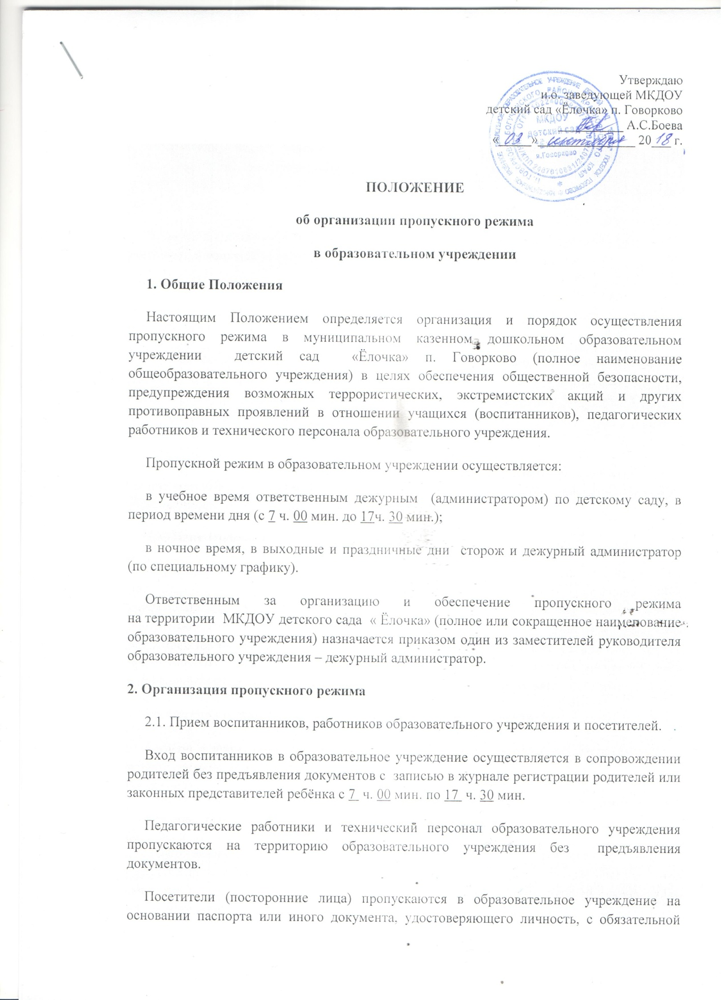 Утверждаю
и.о. заведующей МКДОУ
детский сад «Ёлочка» п. Говорково
__________ А.С.Боева
« 03 » сентября 2018 г.
МКДОУ
детский сад
п.Говорково
ПОЛОЖЕНИЕ
об организации пропускного режима
в образовательном учреждении
1. Общие Положения
Настоящим Положением определяется организация и порядок осуществления
пропускного режима в муниципальном казенном дошкольном образовательном
учреждении детский сад «Ёлочка» п. Говорково (полное наименование
общеобразовательного учреждения) в целях обеспечения общественной безопасности,
предупреждения возможных террористических, экстремистских акций и других
противоправных проявлений в отношении учащихся (воспитанников), педагогических
работников и технического персонала образовательного учреждения.
Пропускной режим в образовательном учреждении осуществляется:
в учебное время ответственным дежурным (администратором) по детскому саду, в
период времени дня (с 7 ч. 00 мин. до 17ч. 30 мин.);
в ночное время, в выходные и праздничные дни сторож и дежурный администратор
(по специальному графику).
Ответственным за организацию и обеспечение пропускного режима
на территории МКДОУ детского сада « Ёлочка» (полное или сокращенное наименование
образовательного учреждения) назначается приказом один из заместителей руководителя
образовательного учреждения – дежурный администратор.
2. Организация пропускного режима
2.1. Прием воспитанников, работников образовательного учреждения и посетителей.
Вход воспитанников в образовательное учреждение осуществляется в сопровождении
родителей без предъявления документов с записью в журнале регистрации родителей или
законных представителей ребёнка с 7 ч. 00 мин. по 17 ч. 30 мин.
Педагогические работники и технический персонал образовательного учреждения
пропускаются на территорию образовательного учреждения без предъявления
документов.
Посетители (посторонние лица) пропускаются в образовательное учреждение на
основании паспорта или иного документа, удостоверяющего личность, с обязательной